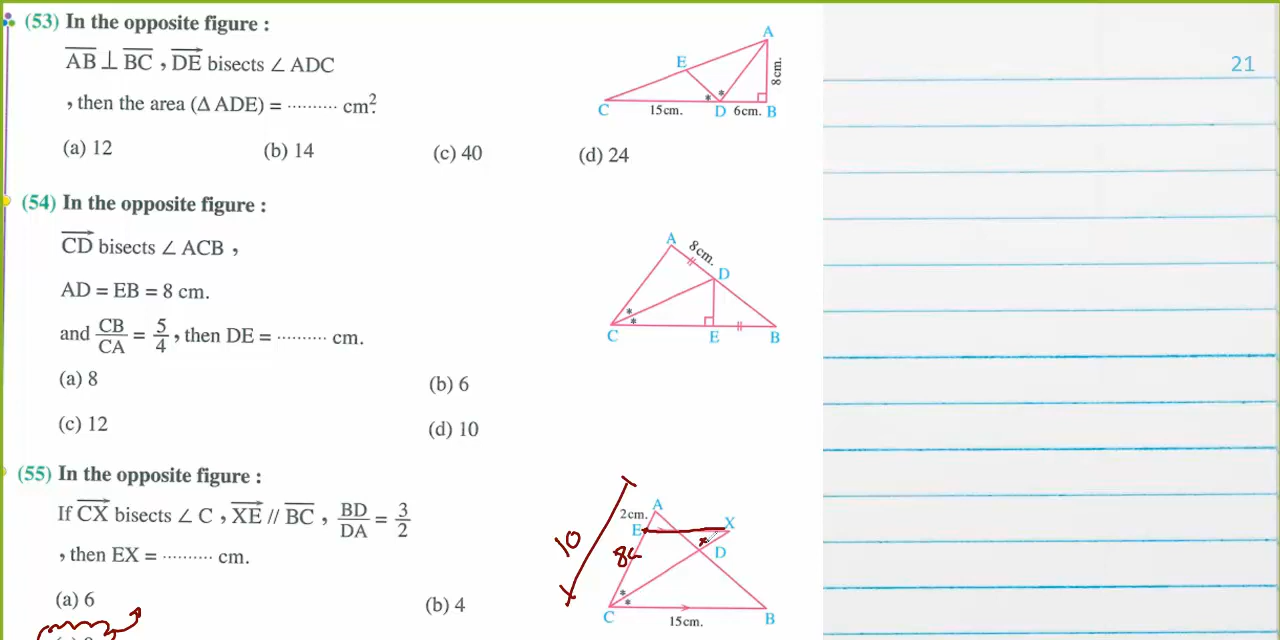 (53) In the opposite figure :
AB ⊥ BC , DE bisects ∠ ADC
, then the area (Δ ADE) = ·········· cm².
(a) 12
(b) 14
(c) 40
(d) 24
A
E
8cm.
C
15cm.
D
6cm.
B
21
(54) In the opposite figure :
CD bisects ∠ ACB ,
AD = EB = 8 cm.
and CB/CA = 5/4 , then DE = ·········· cm.
(a) 8
(b) 6
(c) 12
(d) 10
A
8cm.
D
C
E
B
(55) In the opposite figure :
If CX bisects ∠ C , XE // BC , BD/DA = 3/2
, then EX = ·········· cm.
(a) 6
(b) 4
A
2cm.
E
X
D
10
C
15cm.
B